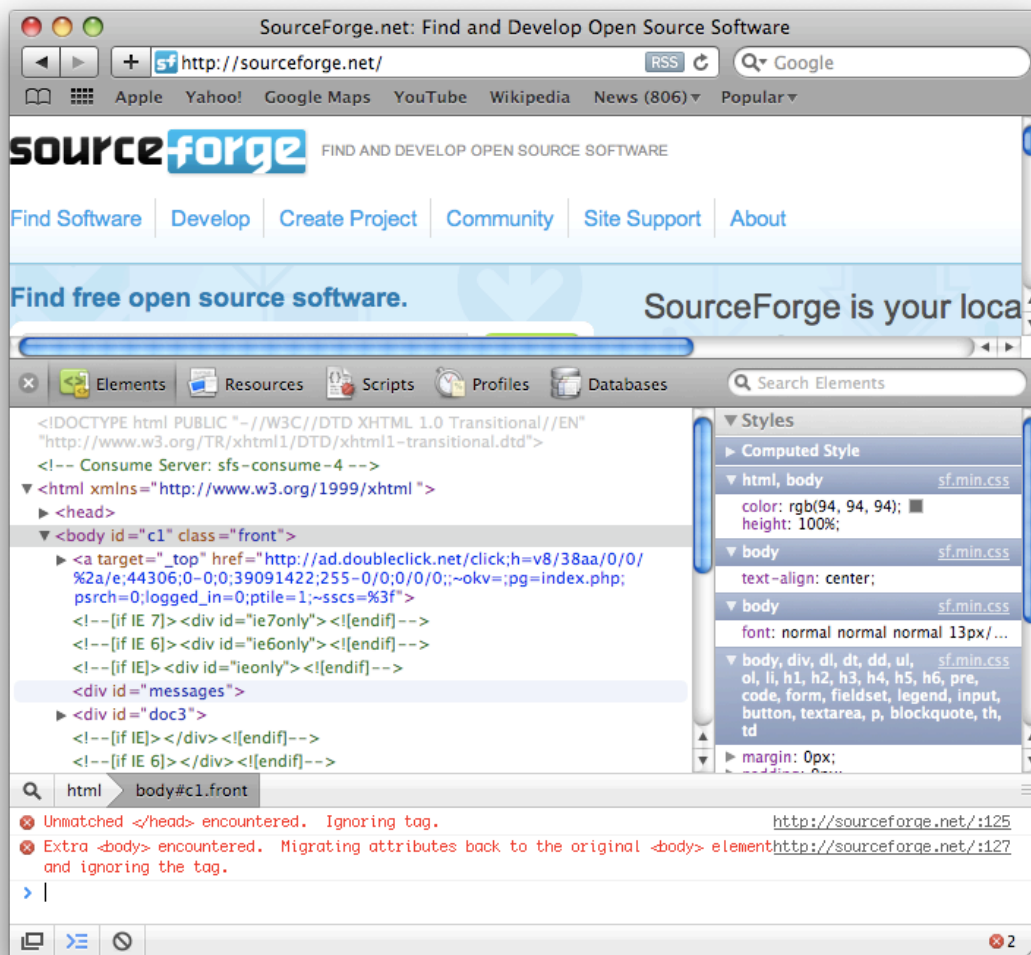 SourceForge.net: Find and Develop Open Source Software
sf http://sourceforge.net/ RSS Google
Apple Yahoo! Google Maps YouTube Wikipedia News (806) Popular
sourceforge FIND AND DEVELOP OPEN SOURCE SOFTWARE
Find Software Develop Create Project Community Site Support About
Find free open source software.
SourceForge is your loca
Elements Resources Scripts Profiles Databases Search Elements
<!DOCTYPE html PUBLIC "-//W3C//DTD XHTML 1.0 Transitional//EN"
"http://www.w3.org/TR/xhtml1/DTD/xhtml1-transitional.dtd">
<!-- Consume Server: sfs-consume-4 -->
<html xmlns="http://www.w3.org/1999/xhtml ">
<head>
<body id="c1" class="front">
<a target="_top" href="http://ad.doubleclick.net/click;h=v8/38aa/0/0/
%2a/e;44306;0-0;0;39091422;255-0/0;0/0/0;;~okv=;pg=index.php;
psrch=0;logged_in=0;ptile=1;~sscs=%3f">
<!--[if IE 7]><div id="ie7only"><![endif]-->
<!--[if IE 6]><div id="ie6only"><![endif]-->
<!--[if IE]><div id="ieonly"><![endif]-->
<div id="messages">
<div id="doc3">
<!--[if IE]></div><![endif]-->
<!--[if IE 6]></div><![endif]-->
Styles
Computed Style
html, body sf.min.css
color: rgb(94, 94, 94);
height: 100%;
body sf.min.css
text-align: center;
body sf.min.css
font: normal normal normal 13px/...
body, div, dl, dt, dd, ul, sf.min.css
ol, li, h1, h2, h3, h4, h5, h6, pre,
code, form, fieldset, legend, input,
button, textarea, p, blockquote, th,
td
margin: 0px;
html body#c1.front
Unmatched </head> encountered. Ignoring tag. http://sourceforge.net/:125
Extra <body> encountered. Migrating attributes back to the original <body> element http://sourceforge.net/:127
and ignoring the tag.
2